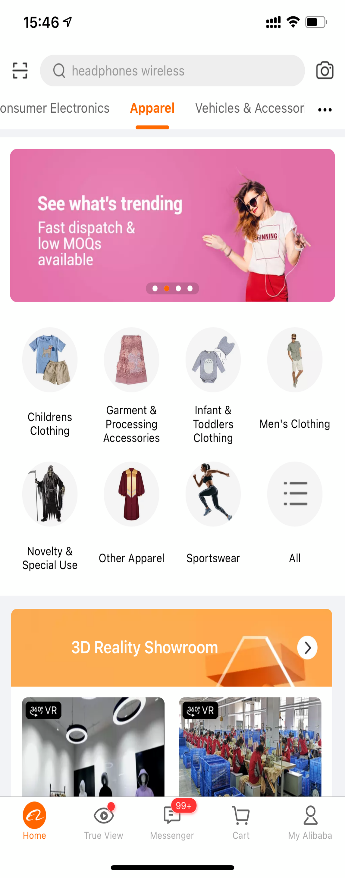 15:46
headphones wireless
onsumer Electronics
Apparel
Vehicles & Accessor
See what's trending
Fast dispatch &
low MOQs
available
Childrens
Clothing
Garment &
Processing
Accessories
Infant &
Toddlers
Clothing
Men's Clothing
Novelty &
Special Use
Other Apparel
Sportswear
All
3D Reality Showroom
VR
VR
99+
Home
True View
Messenger
Cart
My Alibaba